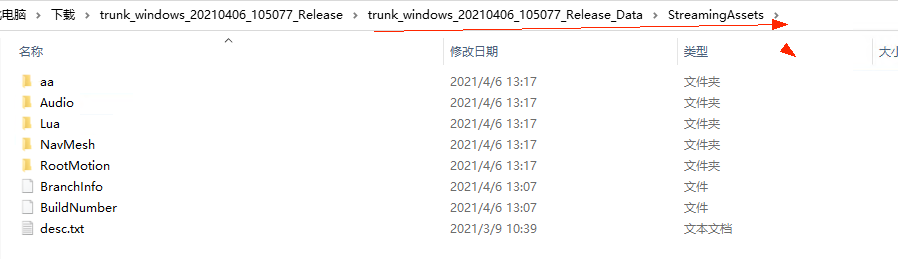 此电脑 > 下载 > trunk_windows_20210406_105077_Release > trunk_windows_20210406_105077_Release_Data > StreamingAssets >
名称 修改日期 类型 大小
aa 2021/4/6 13:17 文件夹
Audio 2021/4/6 13:17 文件夹
Lua 2021/4/6 13:17 文件夹
NavMesh 2021/4/6 13:17 文件夹
RootMotion 2021/4/6 13:17 文件夹
BranchInfo 2021/4/6 13:07 文件
BuildNumber 2021/4/6 13:07 文件
desc.txt 2021/3/9 10:39 文本文档